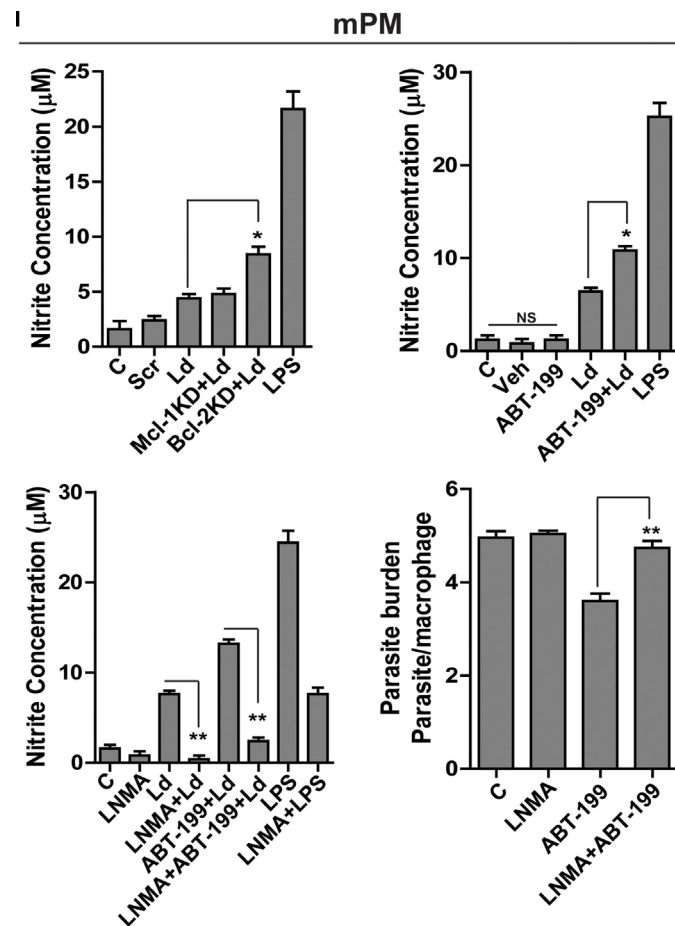 I
mPM
Nitrite Concentration (μM)
25
20
15
10
5
0
*
C
Scr
Ld
Mcl-1KD+Ld
Bcl-2KD+Ld
LPS
Nitrite Concentration (μM)
30
20
10
0
NS
*
C
Veh
ABT-199
Ld
ABT-199+Ld
LPS
Nitrite Concentration (μM)
30
20
10
0
**
**
C
LNMA
Ld
LNMA+Ld
ABT-199+Ld
LNMA+ABT-199+Ld
LPS
LNMA+LPS
Parasite burden
Parasite/macrophage
6
4
2
0
**
C
LNMA
ABT-199
LNMA+ABT-199